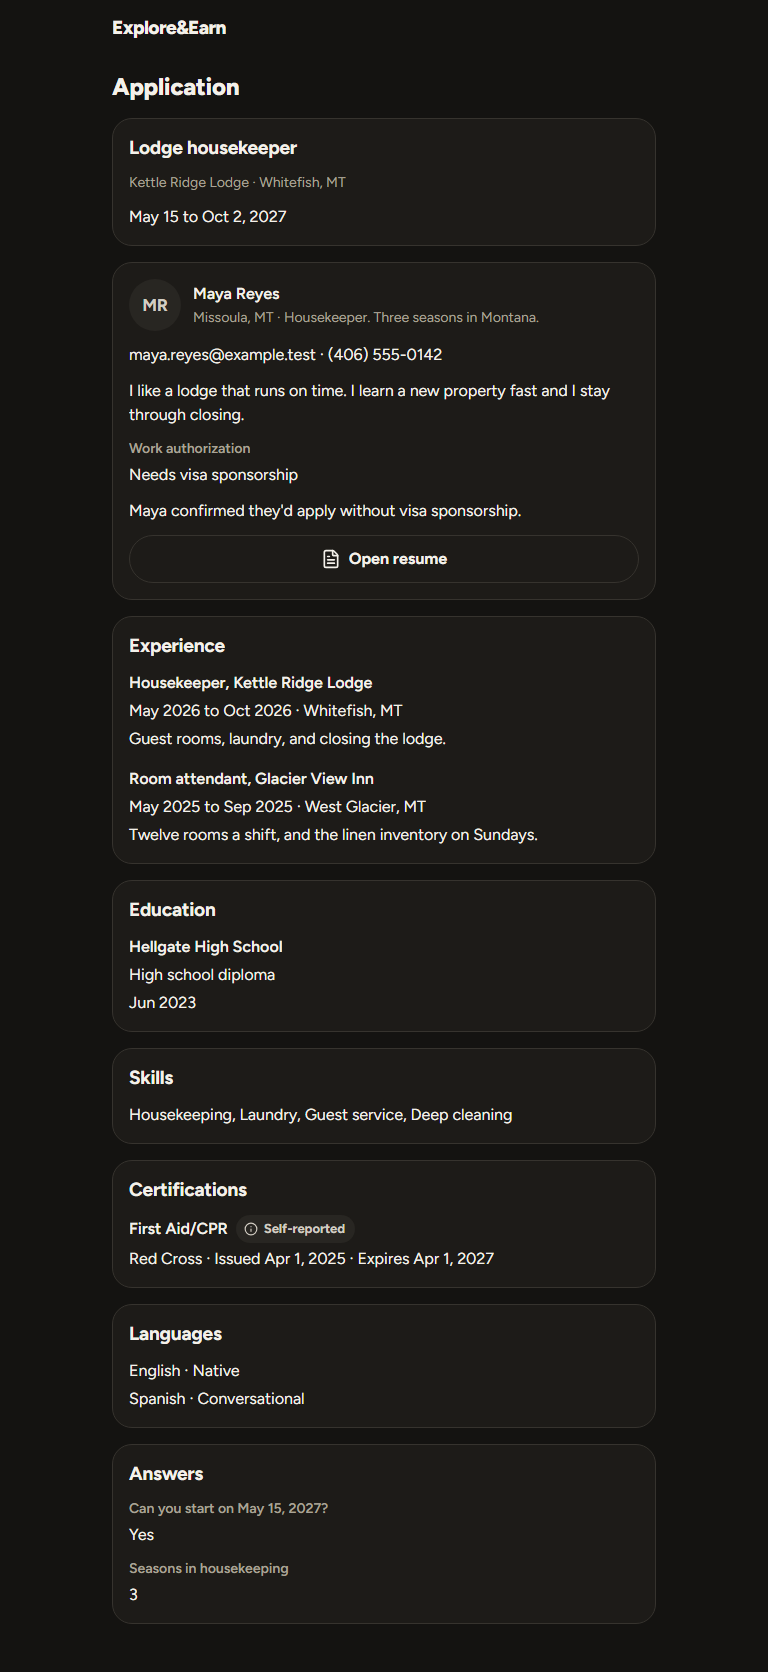 Explore&Earn
Application
Lodge housekeeper
Kettle Ridge Lodge · Whitefish, MT
May 15 to Oct 2, 2027
MR
Maya Reyes
Missoula, MT · Housekeeper. Three seasons in Montana.
maya.reyes@example.test · (406) 555-0142
I like a lodge that runs on time. I learn a new property fast and I stay
through closing.
Work authorization
Needs visa sponsorship
Maya confirmed they'd apply without visa sponsorship.
Open resume
Experience
Housekeeper, Kettle Ridge Lodge
May 2026 to Oct 2026 · Whitefish, MT
Guest rooms, laundry, and closing the lodge.
Room attendant, Glacier View Inn
May 2025 to Sep 2025 · West Glacier, MT
Twelve rooms a shift, and the linen inventory on Sundays.
Education
Hellgate High School
High school diploma
Jun 2023
Skills
Housekeeping, Laundry, Guest service, Deep cleaning
Certifications
First Aid/CPR Self-reported
Red Cross · Issued Apr 1, 2025 · Expires Apr 1, 2027
Languages
English · Native
Spanish · Conversational
Answers
Can you start on May 15, 2027?
Yes
Seasons in housekeeping
3